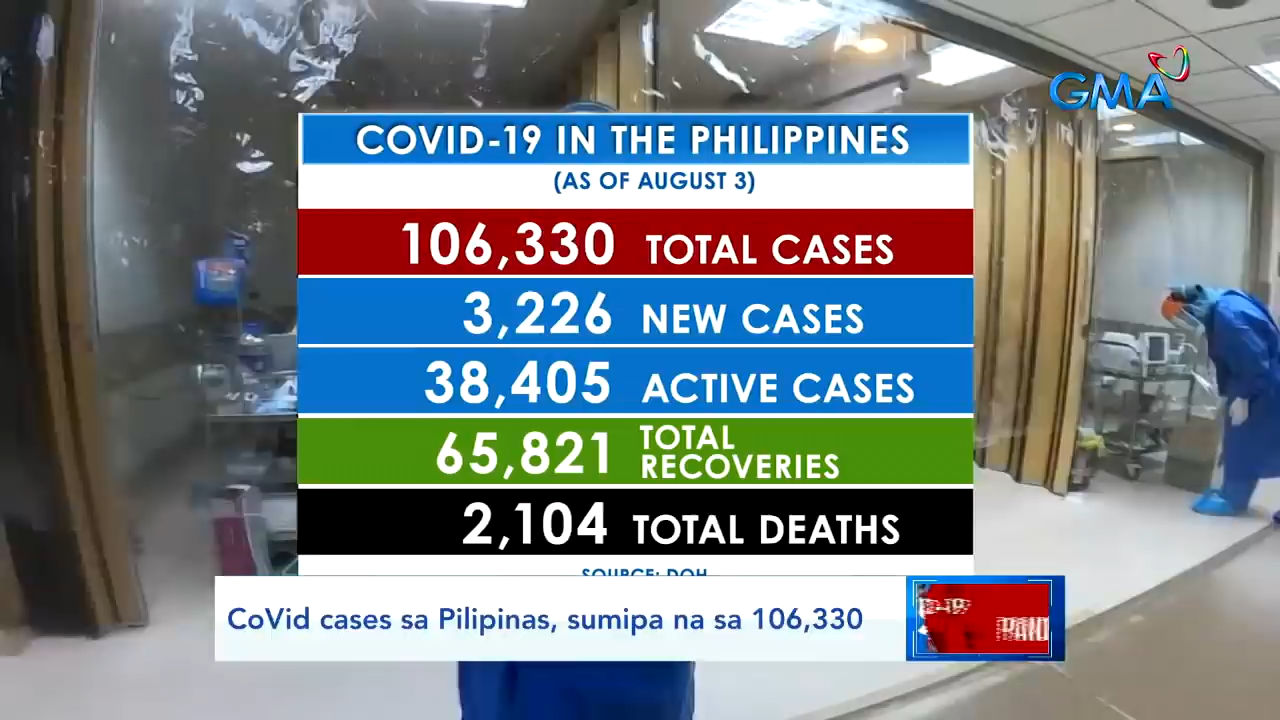 GMA
COVID-19 IN THE PHILIPPINES
(AS OF AUGUST 3)
106,330 TOTAL CASES
3,226 NEW CASES
38,405 ACTIVE CASES
65,821 TOTAL RECOVERIES
2,104 TOTAL DEATHS
SOURCE: DOH
CoVid cases sa Pilipinas, sumipa na sa 106,330